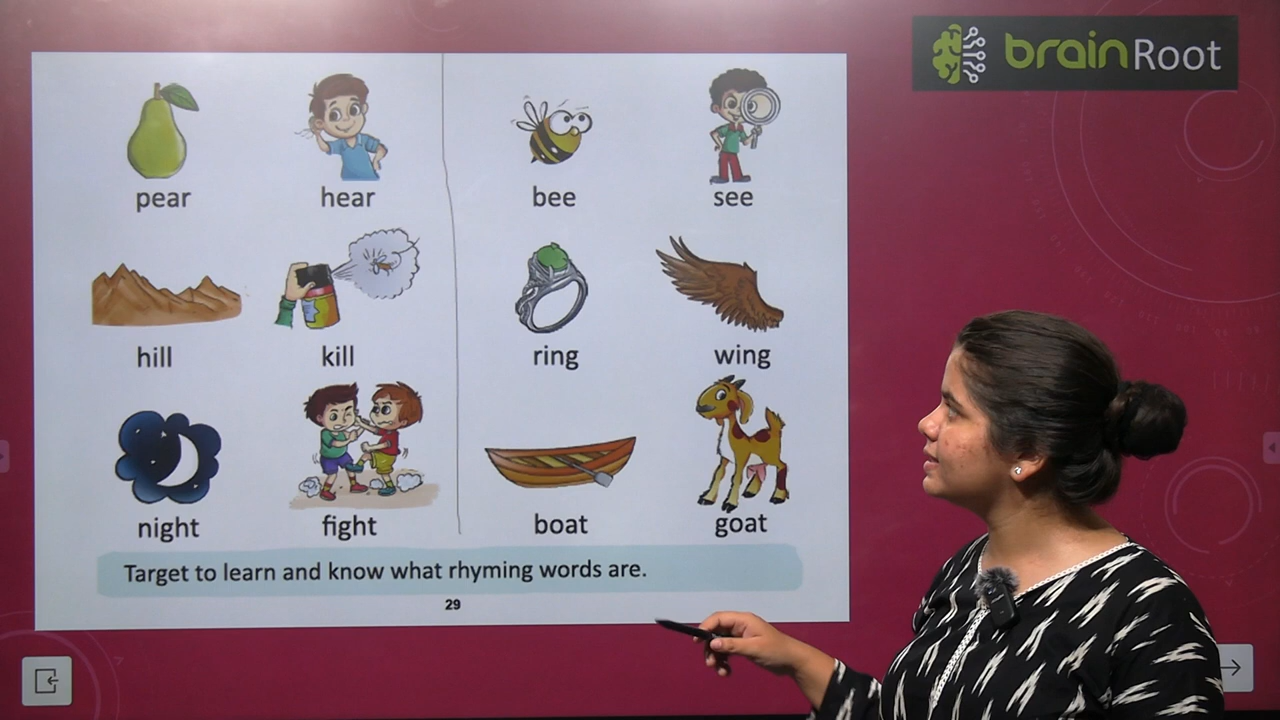 brainRoot
pear hear bee see
hill kill ring wing
night fight boat goat
Target to learn and know what rhyming words are.
29